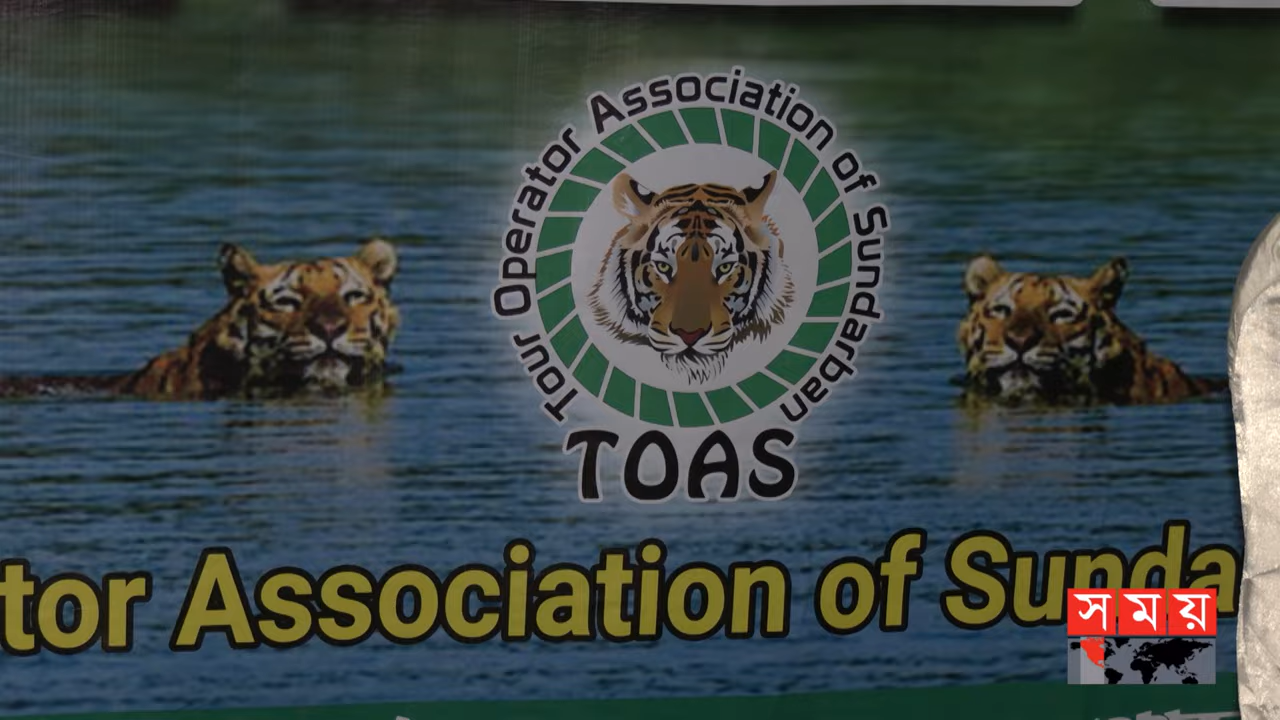 Tour Operator Association of Sundarban
TOAS
tor Association of Sunda
সময়